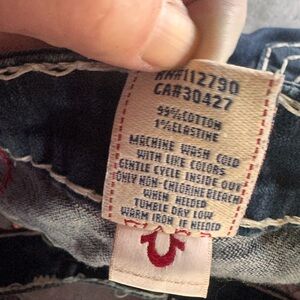 RN#112790
CA#30427
99%COTTON
1%ELASTINE
MACHINE WASH COLD
WITH LIKE COLORS
GENTLE CYCLE INSIDE OUT
ONLY NON-CHLORINE BLEACH
WHEN NEEDED
TUMBLE DRY LOW
WARM IRON IF NEEDED